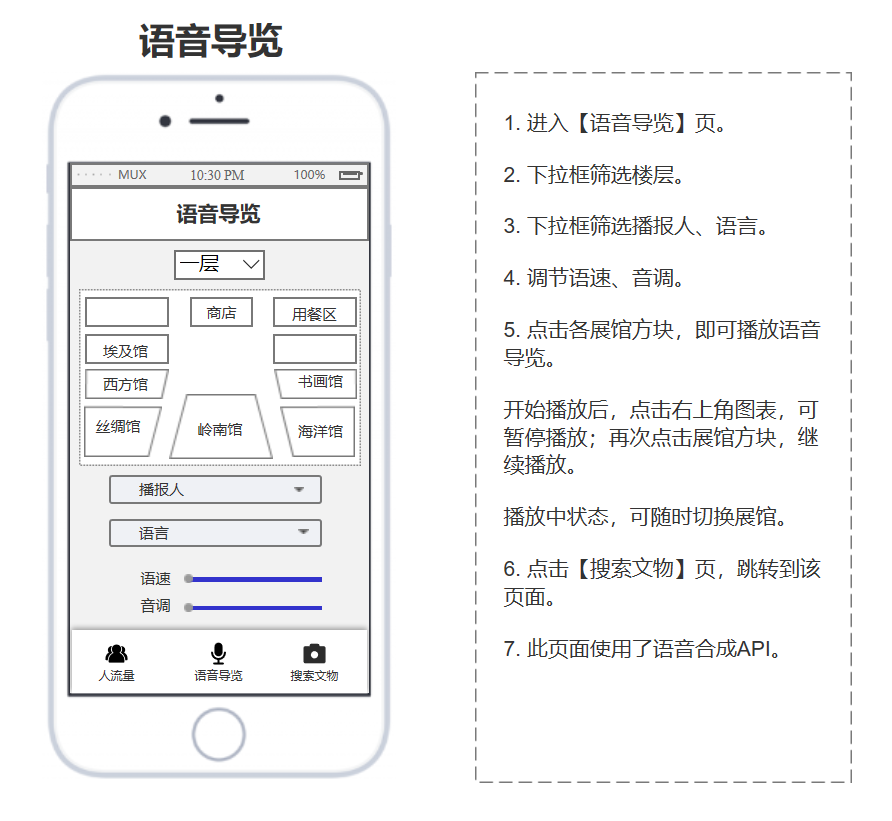 语音导览
MUX 10:30 PM 100%
语音导览
一层
商店 用餐区
埃及馆
西方馆 书画馆
丝绸馆 岭南馆 海洋馆
播报人
语言
语速
音调
人流量 语音导览 搜索文物
1. 进入【语音导览】页。
2. 下拉框筛选楼层。
3. 下拉框筛选播报人、语言。
4. 调节语速、音调。
5. 点击各展馆方块，即可播放语音
导览。
开始播放后，点击右上角图表，可
暂停播放；再次点击展馆方块，继
续播放。
播放中状态，可随时切换展馆。
6. 点击【搜索文物】页，跳转到该
页面。
7. 此页面使用了语音合成API。